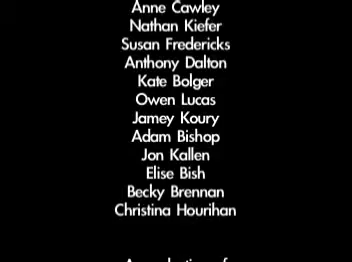 Anne Cawley
Nathan Kiefer
Susan Fredericks
Anthony Dalton
Kate Bolger
Owen Lucas
Jamey Koury
Adam Bishop
Jon Kallen
Elise Bish
Becky Brennan
Christina Hourihan